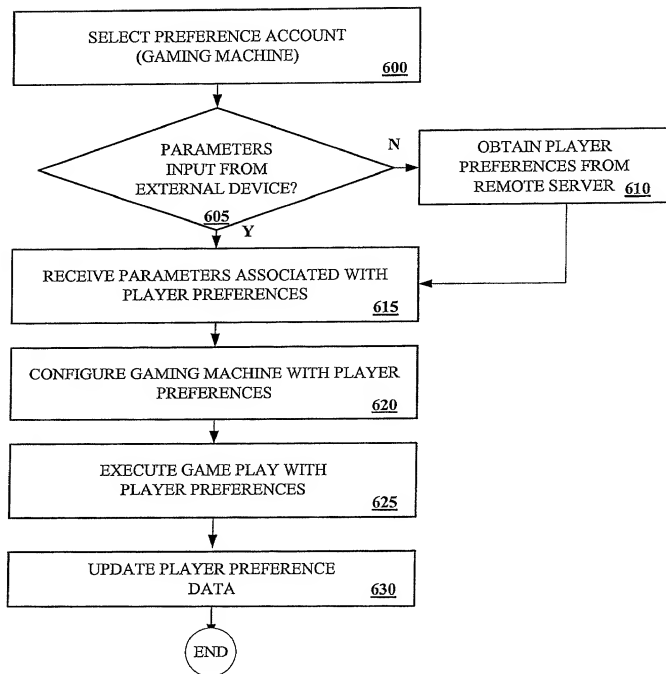 SELECT PREFERENCE ACCOUNT
(GAMING MACHINE)
600
PARAMETERS
INPUT FROM
EXTERNAL DEVICE?
605
N
Y
OBTAIN PLAYER
PREFERENCES FROM
REMOTE SERVER
610
RECEIVE PARAMETERS ASSOCIATED WITH
PLAYER PREFERENCES
615
CONFIGURE GAMING MACHINE WITH PLAYER
PREFERENCES
620
EXECUTE GAME PLAY WITH
PLAYER PREFERENCES
625
UPDATE PLAYER PREFERENCE
DATA
630
END